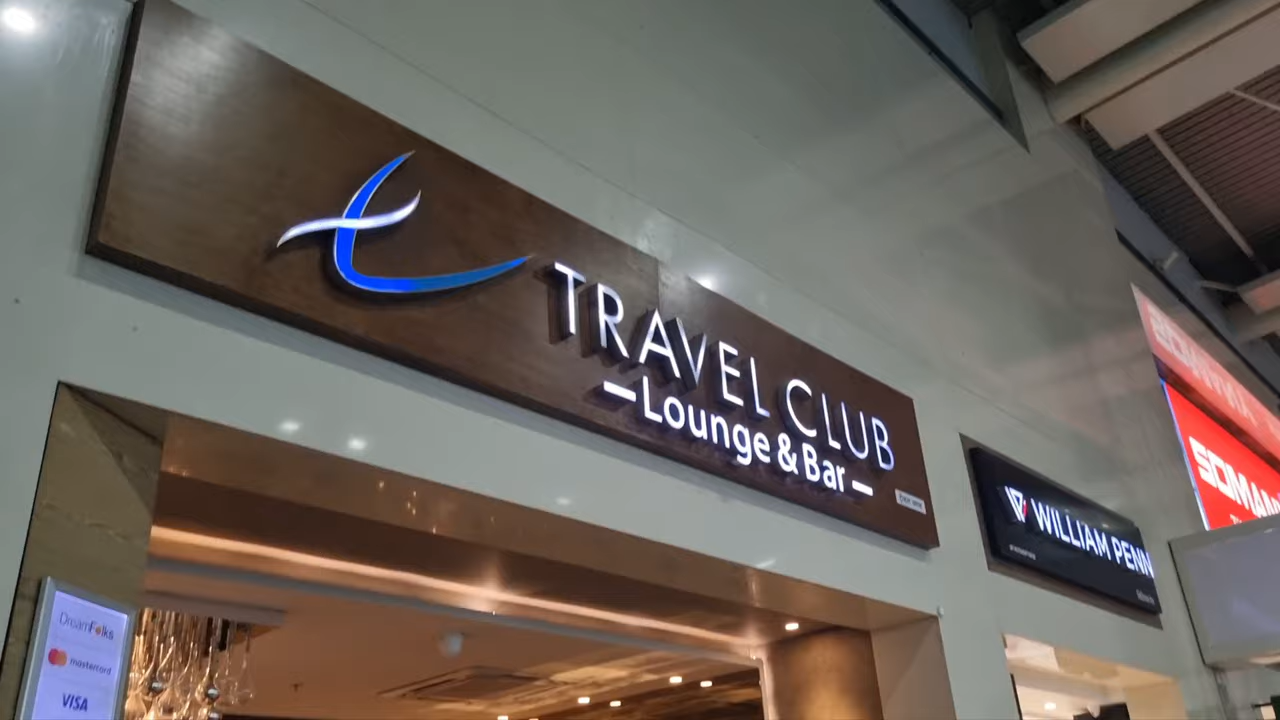 TRAVEL CLUB
Lounge & Bar
WILLIAM PENN
DreamFolks
mastercard
VISA